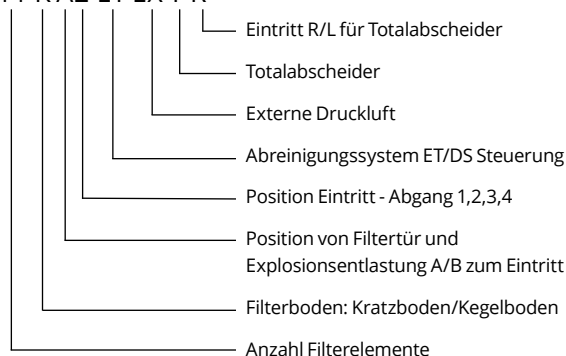 Eintritt R/L für Totalabscheider
Totalabscheider
Externe Druckluft
Abreinigungssystem ET/DS Steuerung
Position Eintritt - Abgang 1,2,3,4
Position von Filtertür und
Explosionsentlastung A/B zum Eintritt
Filterboden: Kratzboden/Kegelboden
Anzahl Filterelemente